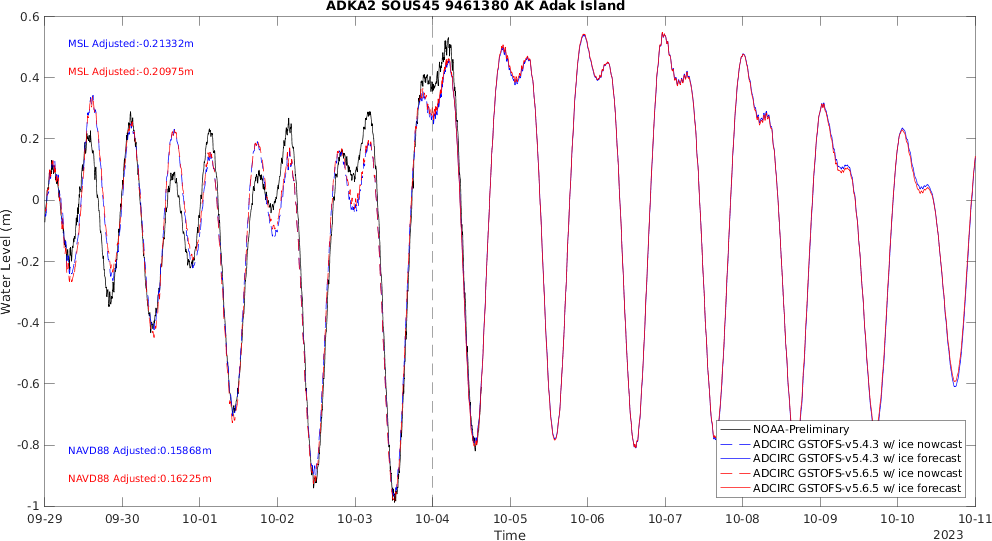 ADKA2 SOUS45 9461380 AK Adak Island
0.6
0.4
0.2
0
-0.2
-0.4
-0.6
-0.8
-1
Water Level (m)
MSL Adjusted:-0.21332m
MSL Adjusted:-0.20975m
NAVD88 Adjusted:0.15868m
NAVD88 Adjusted:0.16225m
NOAA-Preliminary
ADCIRC GSTOFS-v5.4.3 w/ ice nowcast
ADCIRC GSTOFS-v5.4.3 w/ ice forecast
ADCIRC GSTOFS-v5.6.5 w/ ice nowcast
ADCIRC GSTOFS-v5.6.5 w/ ice forecast
09-29 09-30 10-01 10-02 10-03 10-04 10-05 10-06 10-07 10-08 10-09 10-10 10-11
Time
2023